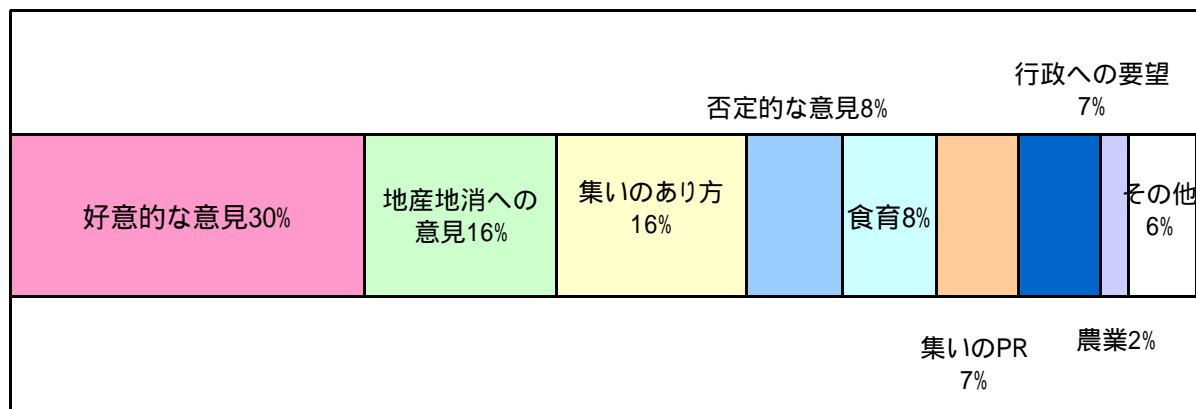 行政への要望
7%
否定的な意見8%
好意的な意見30%
地産地消への
意見16%
集いのあり方
16%
食育8%
その他
6%
集いのPR
7%
農業2%